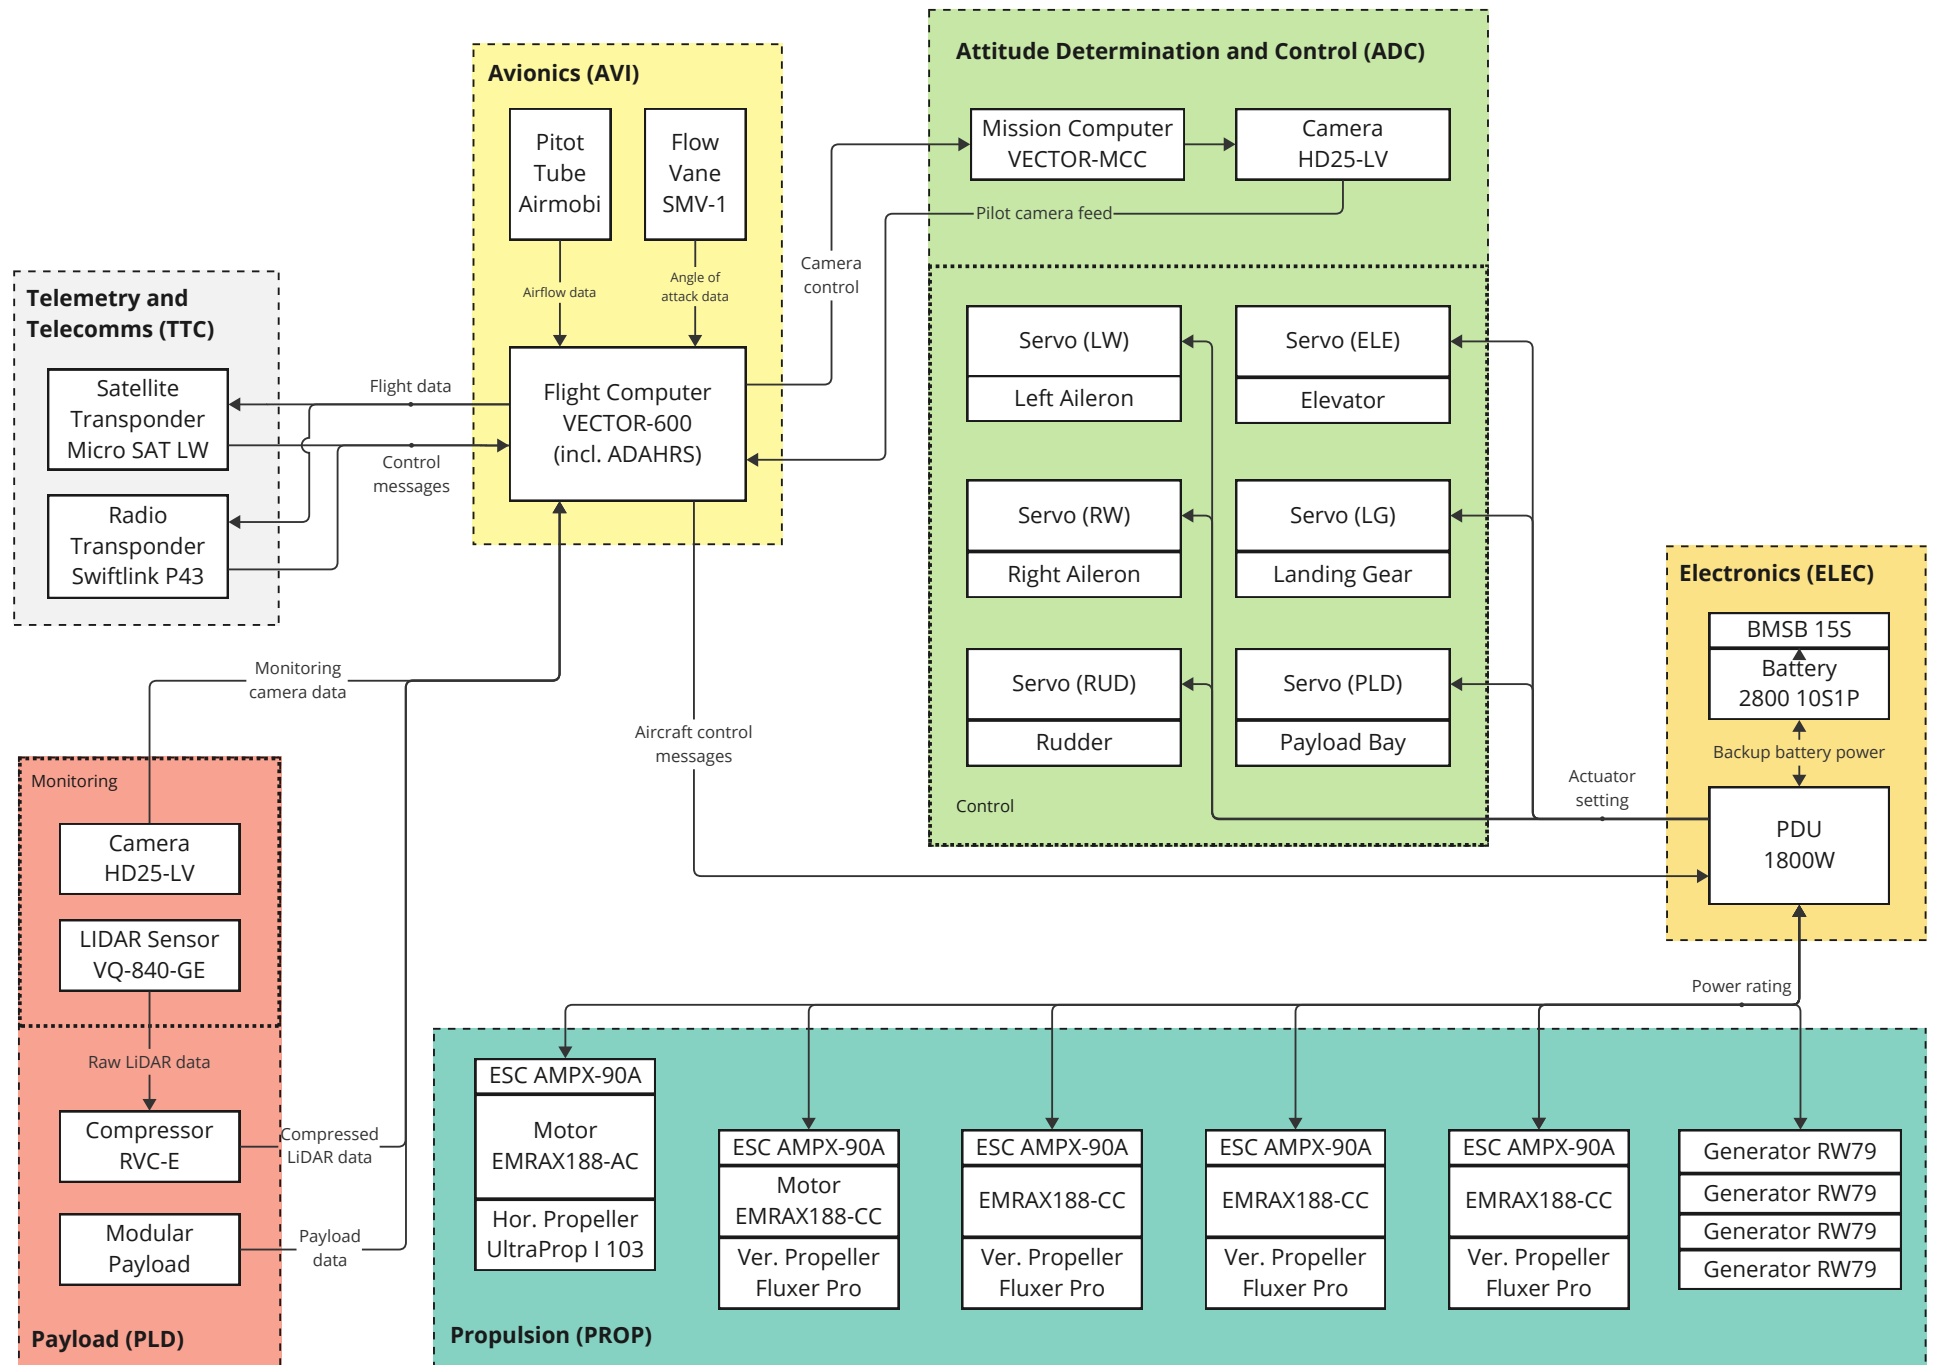 Attitude Determination and Control (ADC)
Avionics (AVI)
Pitot
Tube
Airmobi
Flow
Vane
SMV-1
Mission Computer
VECTOR-MCC
Camera
HD25-LV
Pilot camera feed
Camera
control
Airflow data
Angle of
attack data
Telemetry and
Telecomms (TTC)
Satellite
Transponder
Micro SAT LW
Radio
Transponder
Swiftlink P43
Flight data
Control
messages
Flight Computer
VECTOR-600
(incl. ADAHRS)
Servo (LW)
Left Aileron
Servo (ELE)
Elevator
Servo (RW)
Right Aileron
Servo (LG)
Landing Gear
Servo (RUD)
Rudder
Servo (PLD)
Payload Bay
Control
Electronics (ELEC)
BMSB 15S
Battery
2800 10S1P
Backup battery power
PDU
1800W
Actuator
setting
Monitoring
camera data
Aircraft control
messages
Monitoring
Camera
HD25-LV
LIDAR Sensor
VQ-840-GE
Raw LiDAR data
Compressor
RVC-E
Compressed
LiDAR data
Modular
Payload
Payload
data
Payload (PLD)
Power rating
ESC AMPX-90A
Motor
EMRAX188-AC
Hor. Propeller
UltraProp I 103
ESC AMPX-90A
Motor
EMRAX188-CC
Ver. Propeller
Fluxer Pro
ESC AMPX-90A
EMRAX188-CC
Ver. Propeller
Fluxer Pro
ESC AMPX-90A
EMRAX188-CC
Ver. Propeller
Fluxer Pro
ESC AMPX-90A
EMRAX188-CC
Ver. Propeller
Fluxer Pro
Generator RW79
Generator RW79
Generator RW79
Generator RW79
Propulsion (PROP)